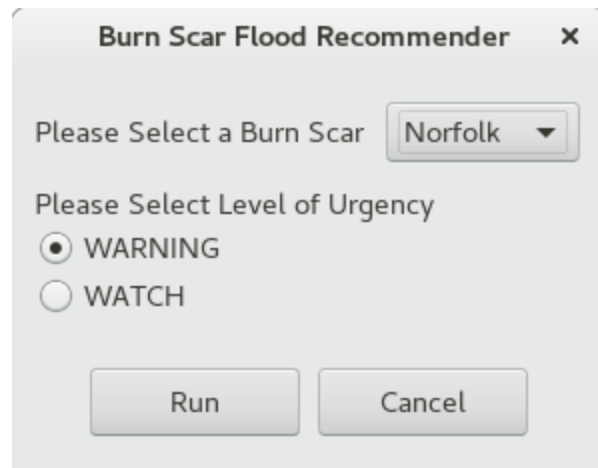 Burn Scar Flood Recommender ×
Please Select a Burn Scar Norfolk
Please Select Level of Urgency
WARNING
WATCH
Run Cancel